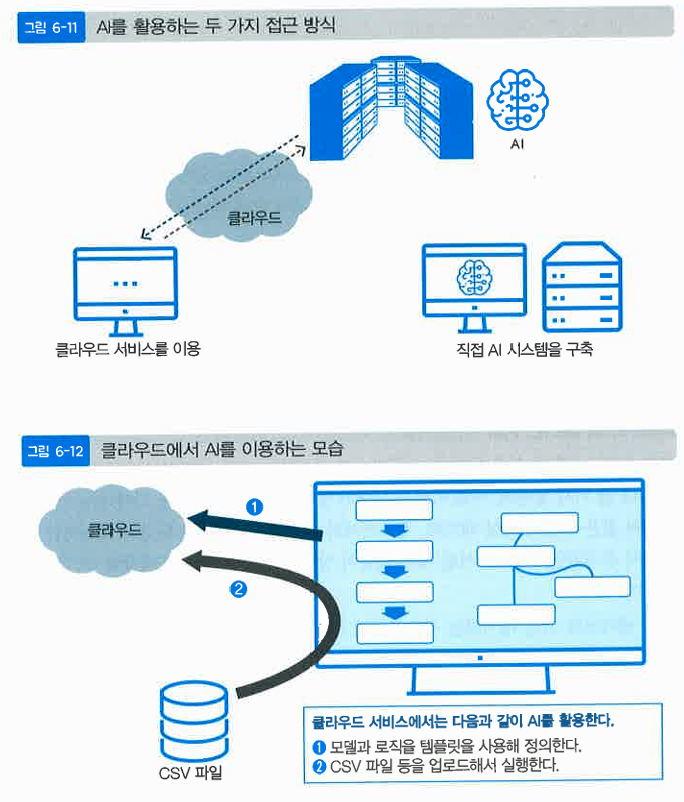 그림 6-11 AI를 활용하는 두 가지 접근 방식
AI
클라우드
클라우드 서비스를 이용
직접 AI 시스템을 구축
그림 6-12 클라우드에서 AI를 이용하는 모습
클라우드
1
2
CSV 파일
클라우드 서비스에서는 다음과 같이 AI를 활용한다.
❶ 모델과 로직을 템플릿을 사용해 정의한다.
❷ CSV 파일 등을 업로드해서 실행한다.